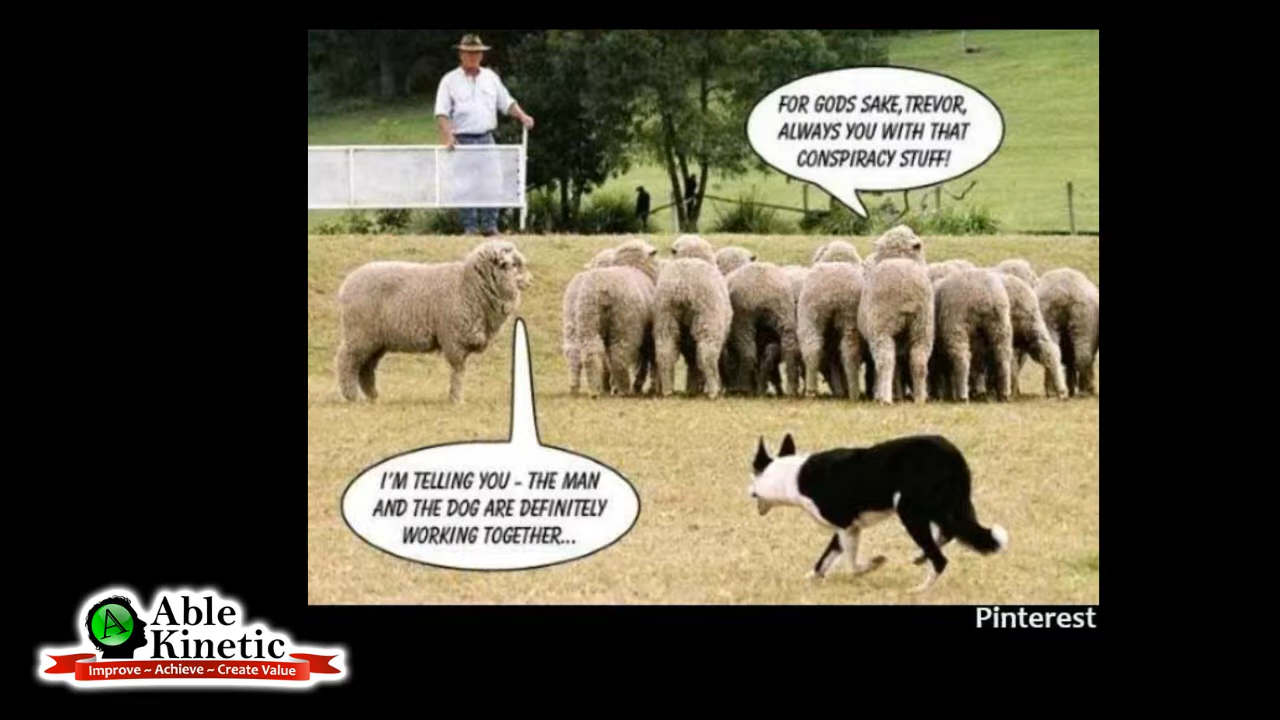 FOR GODS SAKE, TREVOR,
ALWAYS YOU WITH THAT
CONSPIRACY STUFF!
I'M TELLING YOU - THE MAN
AND THE DOG ARE DEFINITELY
WORKING TOGETHER...
Pinterest
A
Able
Kinetic
Improve ~ Achieve ~ Create Value